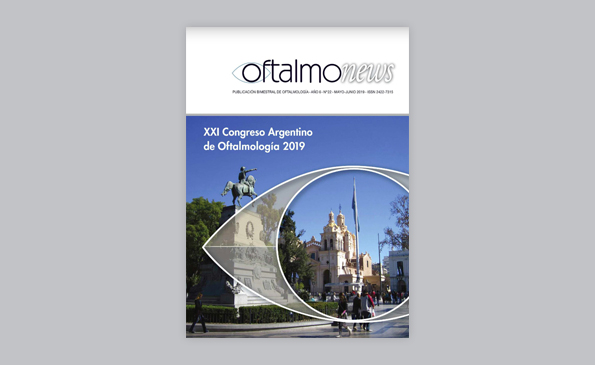 oftalmonews
PUBLICACIÓN BIMESTRAL DE OFTALMOLOGÍA - AÑO 6 - Nº 32 - MAYO-JUNIO 2019 - ISSN 2422-7315
XXI Congreso Argentino
de Oftalmología 2019